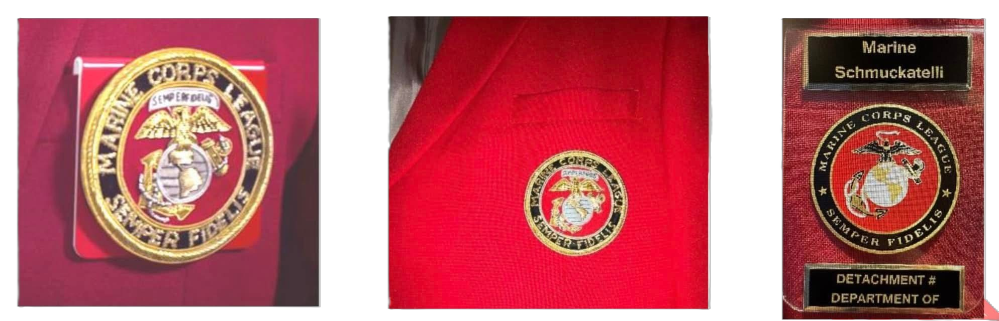 MARINE CORPS LEAGUE
SEMPER FIDELIS
SEMPER FIDELIS
MARINE CORPS LEAGUE
SEMPER FIDELIS
Marine
Schmuckatelli
MARINE CORPS LEAGUE
SEMPER FIDELIS
DETACHMENT #
DEPARTMENT OF